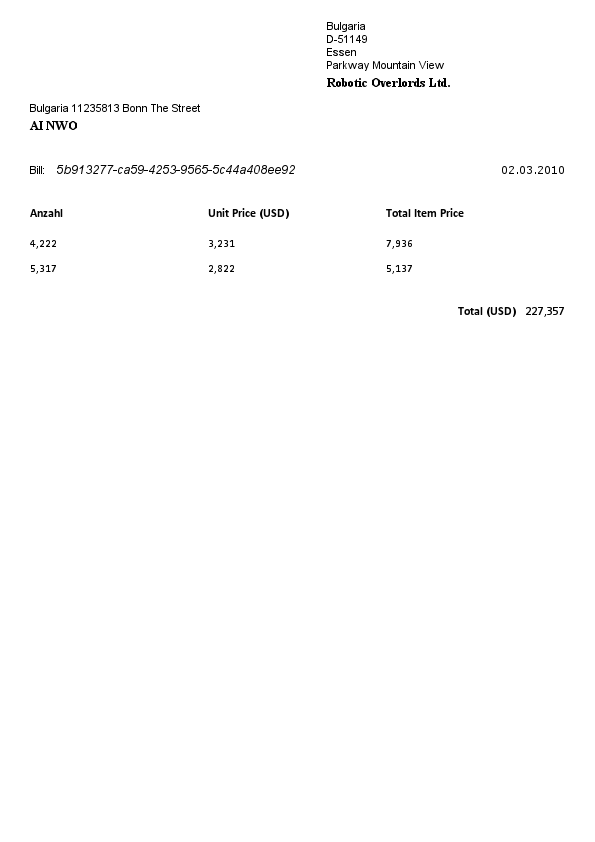 Bulgaria
D-51149
Essen
Parkway Mountain View
Robotic Overlords Ltd.
Bulgaria 11235813 Bonn The Street
AI NWO
Bill: 5b913277-ca59-4253-9565-5c44a408ee92 02.03.2010
Anzahl Unit Price (USD) Total Item Price
4,222 3,231 7,936
5,317 2,822 5,137
Total (USD) 227,357